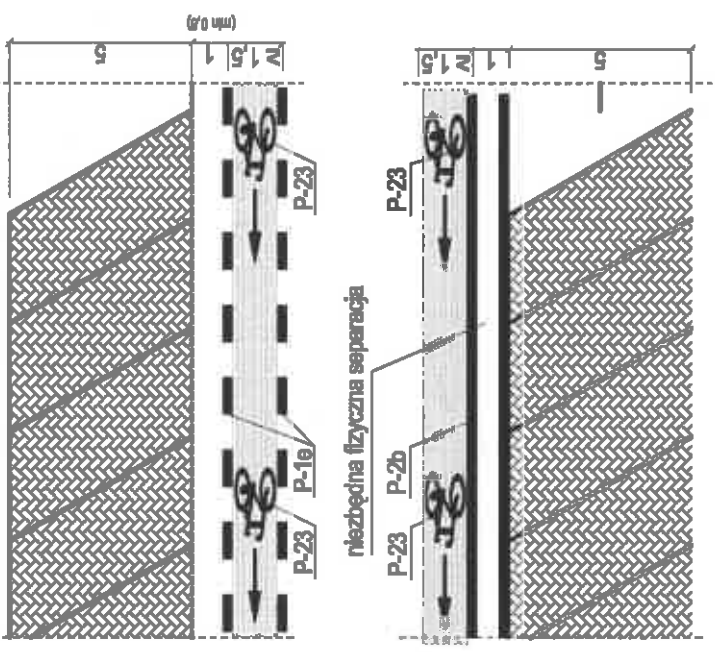 (min 0,5)
5
1
≥ 1,5
≥ 1,5
1
5
P-23
P-1e
P-23
niezbędna fizyczna separacja
P-23
P-2b
P-23